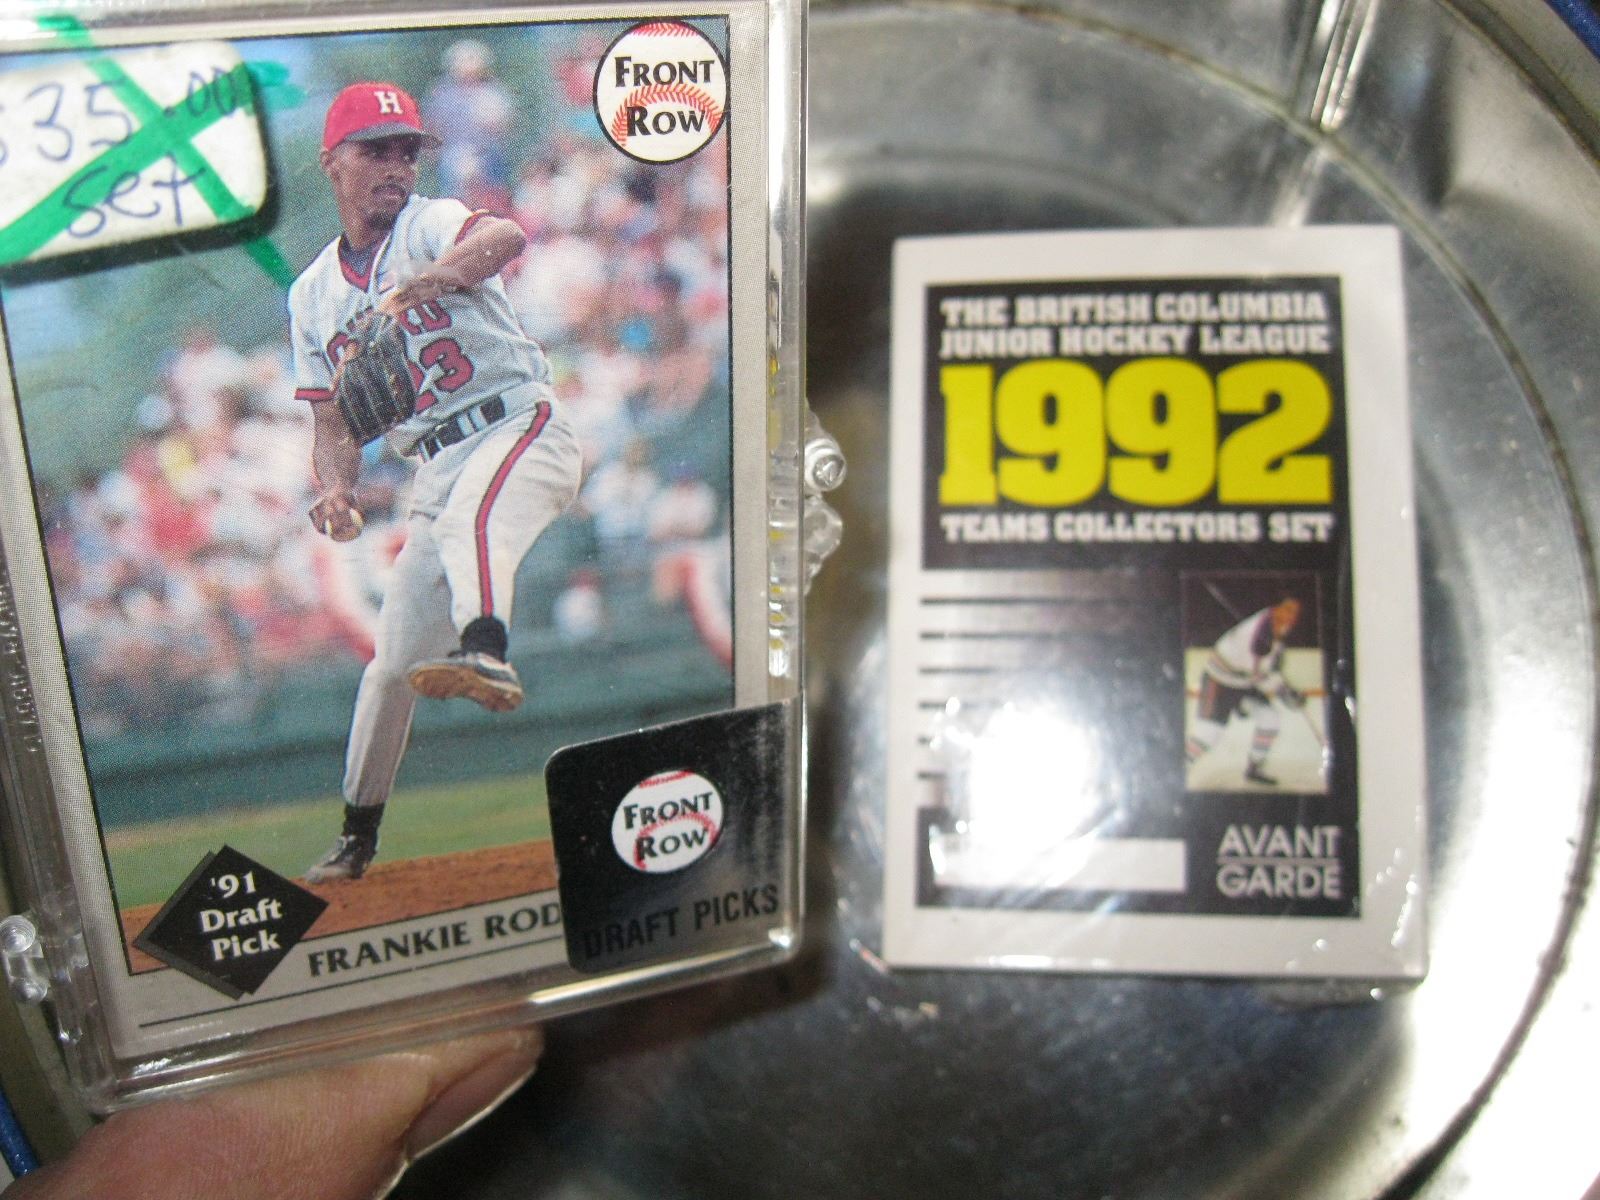 $35.00
set
FRONT
ROW
H
23
'91
Draft
Pick
FRANKIE ROD
FRONT
ROW
DRAFT PICKS
THE BRITISH COLUMBIA
JUNIOR HOCKEY LEAGUE
1992
TEAMS COLLECTORS SET
AVANT
GARDE